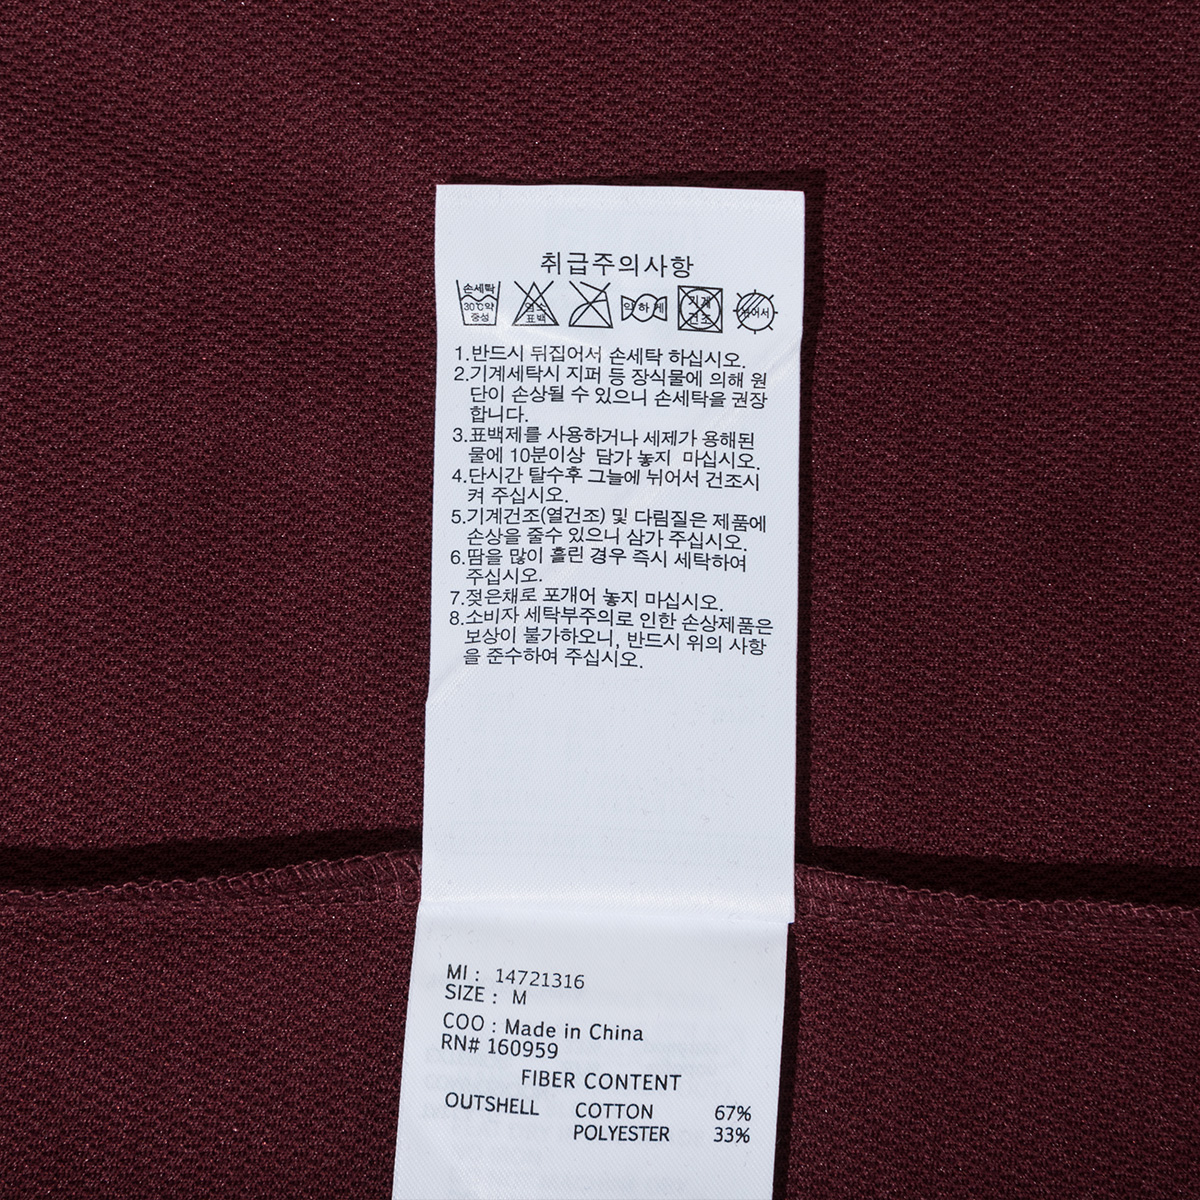 취급주의사항
손세탁 30℃약 중성 염소 표백 약하게 기계 건조 뉘어서
1.반드시 뒤집어서 손세탁 하십시오.
2.기계세탁시 지퍼 등 장식물에 의해 원
단이 손상될 수 있으니 손세탁을 권장
합니다.
3.표백제를 사용하거나 세제가 용해된
물에 10분이상 담가 놓지 마십시오.
4.단시간 탈수후 그늘에 뉘어서 건조시
켜 주십시오.
5.기계건조(열건조) 및 다림질은 제품에
손상을 줄수 있으니 삼가 주십시오.
6.땀을 많이 흘린 경우 즉시 세탁하여
주십시오.
7.젖은채로 포개어 놓지 마십시오.
8.소비자 세탁부주의로 인한 손상제품은
보상이 불가하오니, 반드시 위의 사항
을 준수하여 주십시오.
MI : 14721316
SIZE : M
COO : Made in China
RN# 160959
FIBER CONTENT
OUTSHELL COTTON 67%
POLYESTER 33%